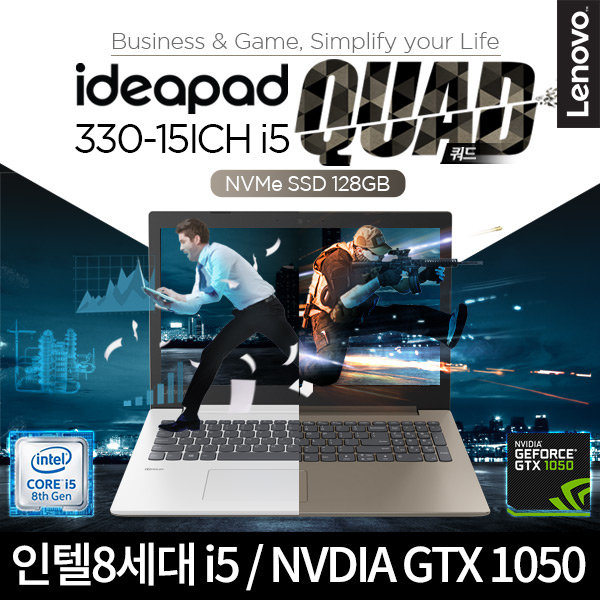 Business & Game, Simplify your Life
Lenovo
ideapad
330-15ICH i5
QUAD
쿼드
NVMe SSD 128GB
ideapad
intel
CORE i5
8th Gen
NVIDIA
GEFORCE
GTX 1050
인텔8세대 i5 / NVDIA GTX 1050